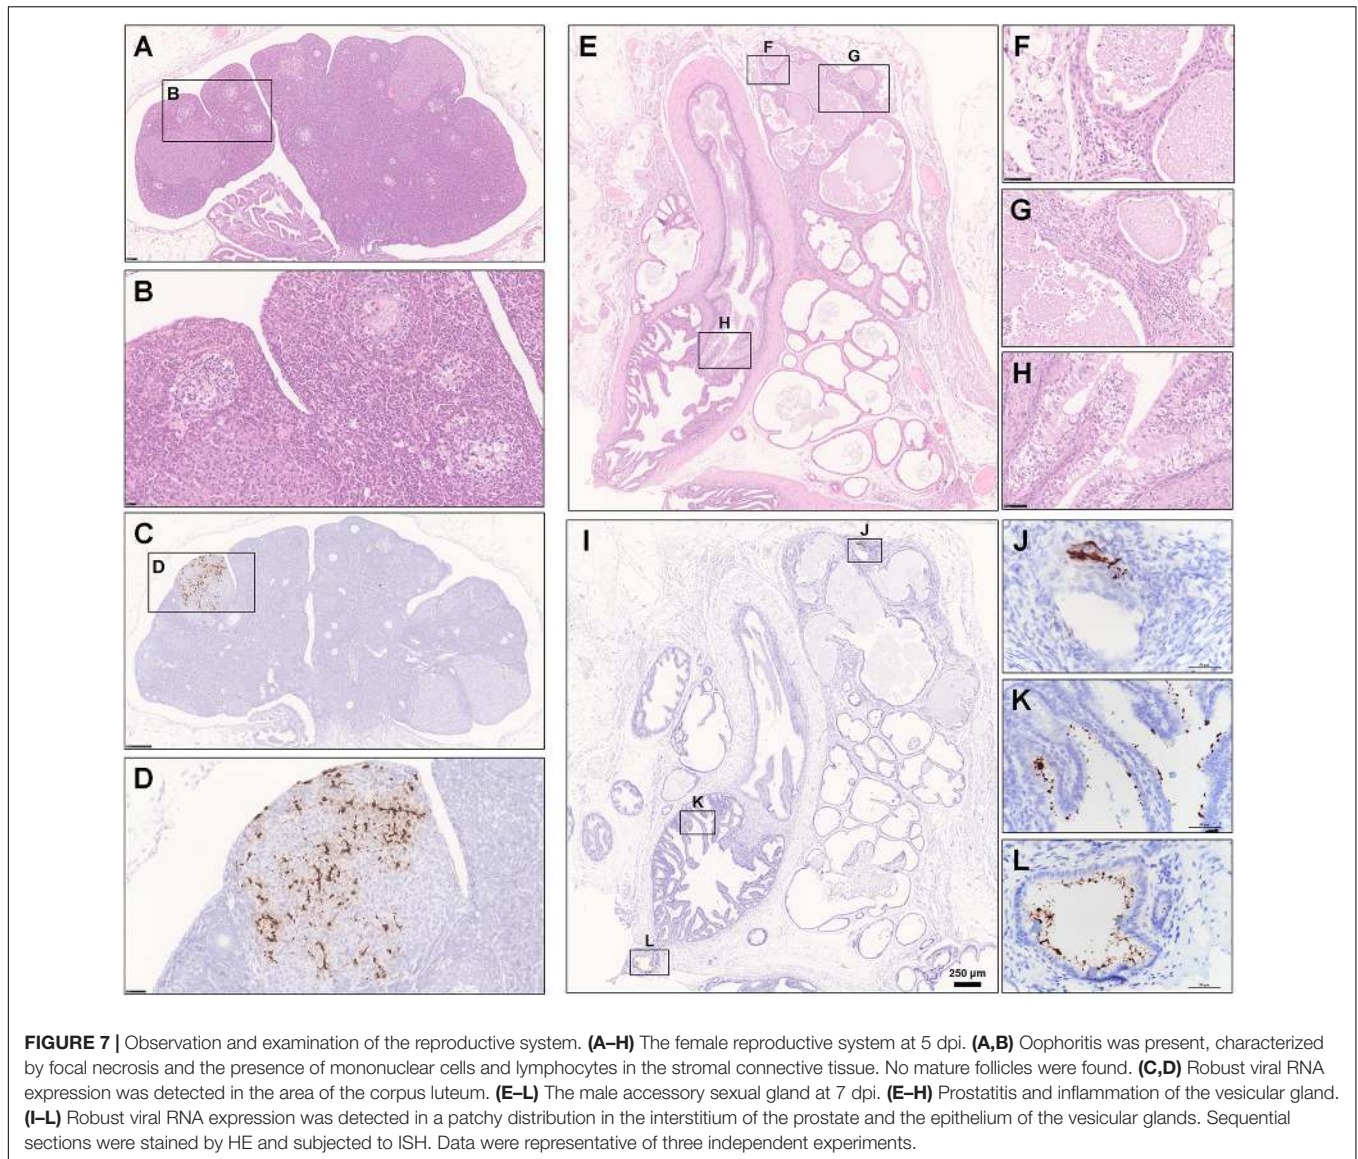 A
B
B
C
D
D
E
F
G
H
F
G
H
I
J
K
L
250 µm
J
K
L
FIGURE 7 | Observation and examination of the reproductive system. (A–H) The female reproductive system at 5 dpi. (A,B) Oophoritis was present, characterized
by focal necrosis and the presence of mononuclear cells and lymphocytes in the stromal connective tissue. No mature follicles were found. (C,D) Robust viral RNA
expression was detected in the area of the corpus luteum. (E–L) The male accessory sexual gland at 7 dpi. (E–H) Prostatitis and inflammation of the vesicular gland.
(I–L) Robust viral RNA expression was detected in a patchy distribution in the interstitium of the prostate and the epithelium of the vesicular glands. Sequential
sections were stained by HE and subjected to ISH. Data were representative of three independent experiments.